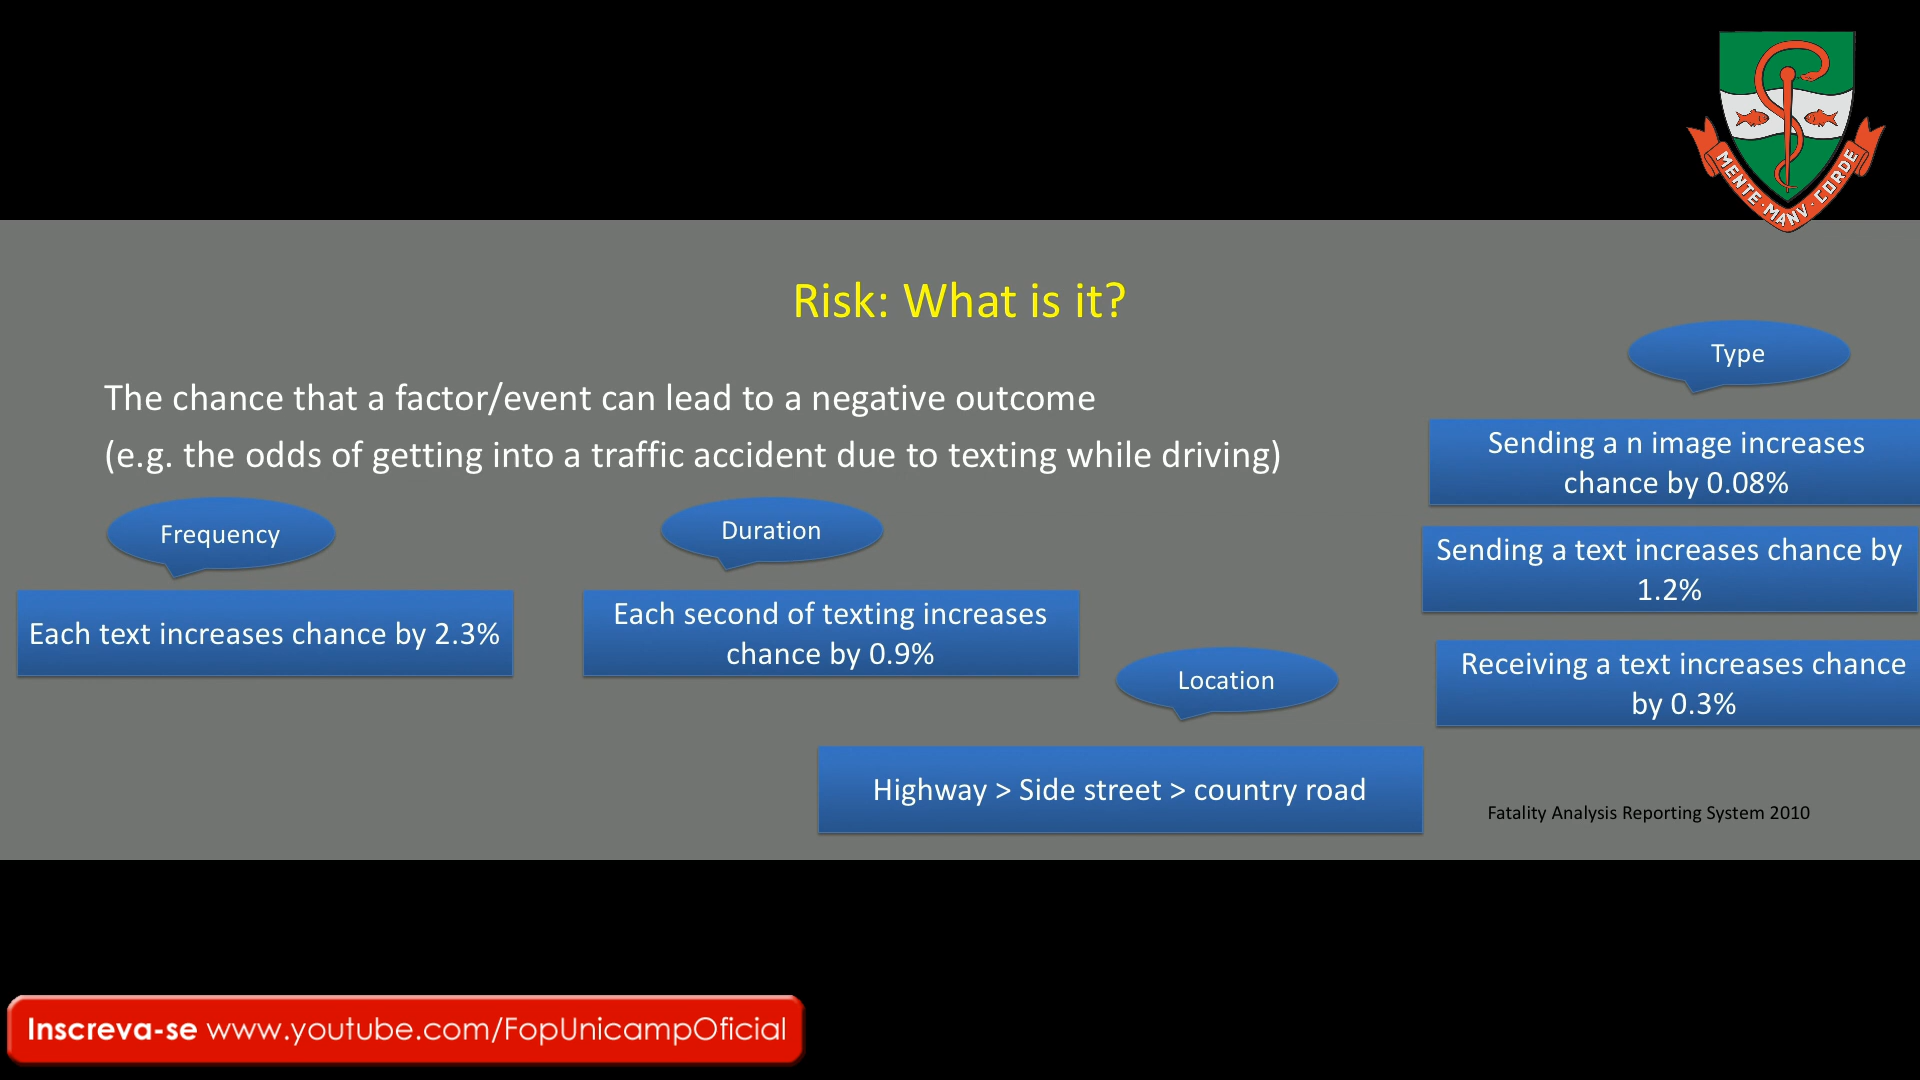 MENTE · MANV · CORDE
Risk: What is it?
The chance that a factor/event can lead to a negative outcome
(e.g. the odds of getting into a traffic accident due to texting while driving)
Frequency
Each text increases chance by 2.3%
Duration
Each second of texting increases
chance by 0.9%
Location
Highway > Side street > country road
Type
Sending a n image increases
chance by 0.08%
Sending a text increases chance by
1.2%
Receiving a text increases chance
by 0.3%
Fatality Analysis Reporting System 2010
Inscreva-se www.youtube.com/FopUnicampOficial